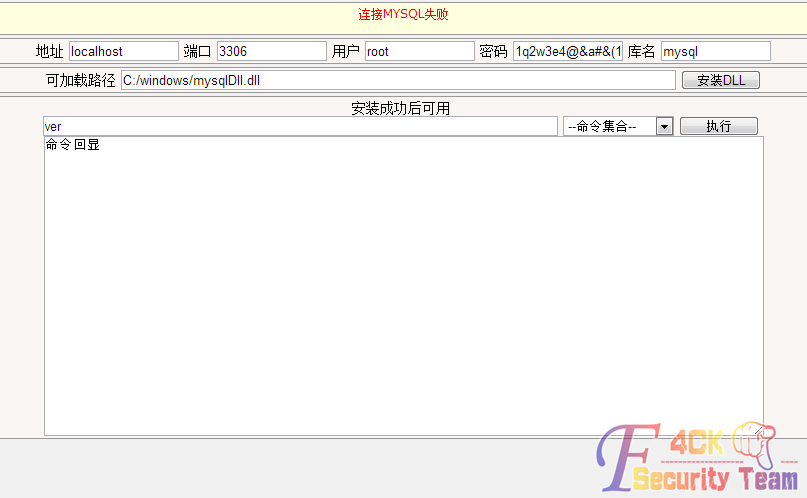 连接MYSQL失败
地址 localhost 端口 3306 用户 root 密码 1q2w3e4@&a#&(1 库名 mysql
可加载路径 C:/windows/mysqlDll.dll 安装DLL
安装成功后可用
ver --命令集合-- 执行
命令回显
F4CK
Security Team